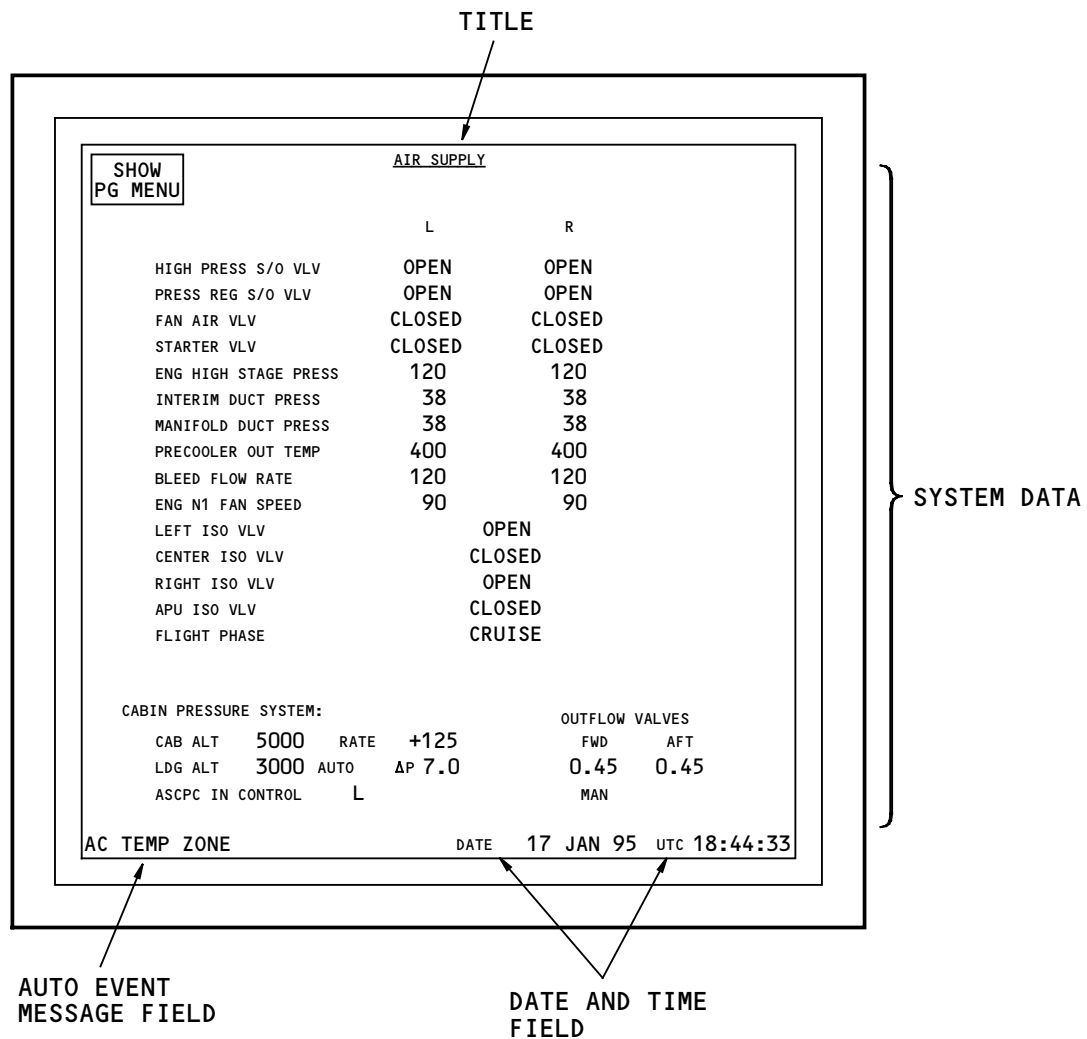 TITLE
SHOW
PG MENU
AIR SUPPLY
L R
HIGH PRESS S/O VLV OPEN OPEN
PRESS REG S/O VLV OPEN OPEN
FAN AIR VLV CLOSED CLOSED
STARTER VLV CLOSED CLOSED
ENG HIGH STAGE PRESS 120 120
INTERIM DUCT PRESS 38 38
MANIFOLD DUCT PRESS 38 38
PRECOOLER OUT TEMP 400 400
BLEED FLOW RATE 120 120
ENG N1 FAN SPEED 90 90
LEFT ISO VLV OPEN
CENTER ISO VLV CLOSED
RIGHT ISO VLV OPEN
APU ISO VLV CLOSED
FLIGHT PHASE CRUISE
SYSTEM DATA
CABIN PRESSURE SYSTEM:
OUTFLOW VALVES
CAB ALT 5000 RATE +125 FWD AFT
LDG ALT 3000 AUTO ΔP 7.0 0.45 0.45
ASCPC IN CONTROL L MAN
AC TEMP ZONE DATE 17 JAN 95 UTC 18:44:33
AUTO EVENT
MESSAGE FIELD
DATE AND TIME
FIELD